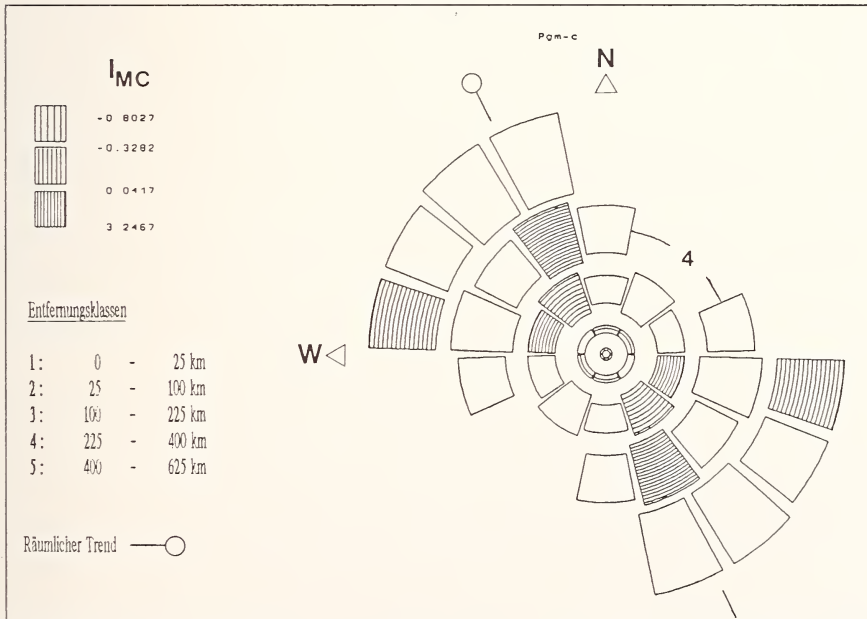 Pgm-c
N
I MC
-0 8027
-0.3282
0 0417
3 2467
4
W
Entfernungsklassen
1: 0 - 25 km
2: 25 - 100 km
3: 100 - 225 km
4: 225 - 400 km
5: 400 - 625 km
Räumlicher Trend